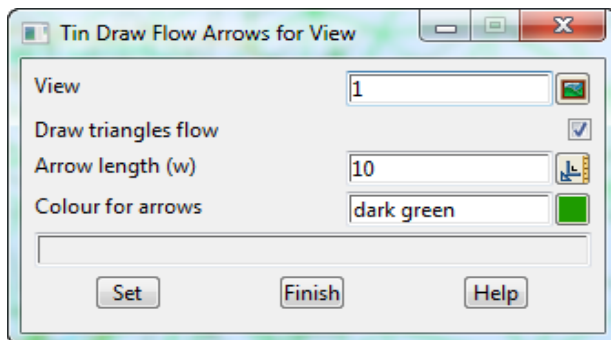 Tin Draw Flow Arrows for View
View 1
Draw triangles flow
Arrow length (w) 10
Colour for arrows dark green
Set Finish Help